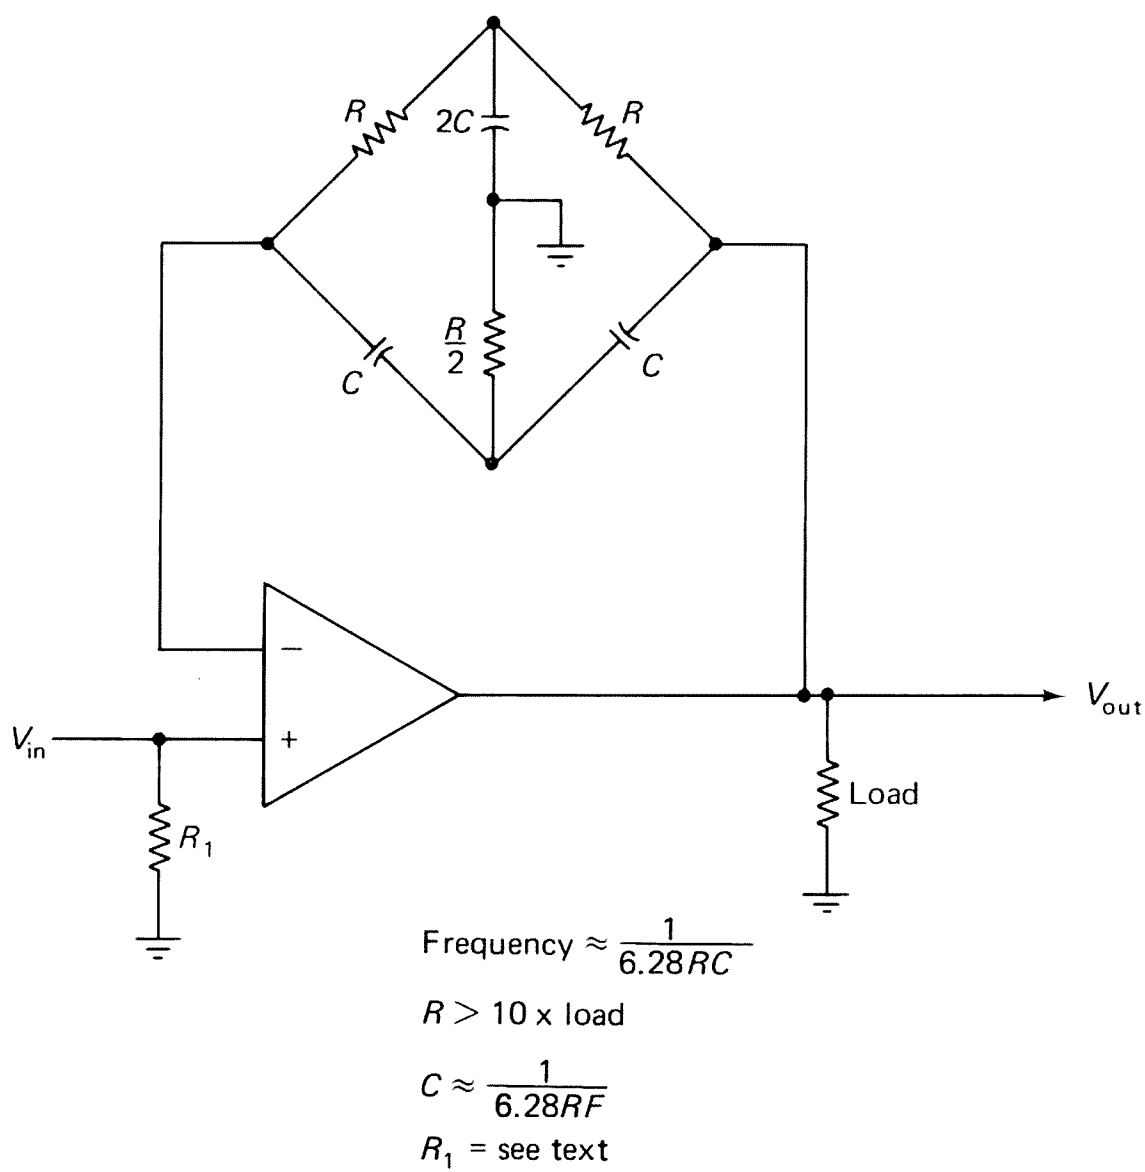 R
2C
R
R/2
C
C
−
+
V_in
V_out
R_1
Load
Frequency ≈ 1/6.28RC
R > 10 x load
C ≈ 1/6.28RF
R_1 = see text